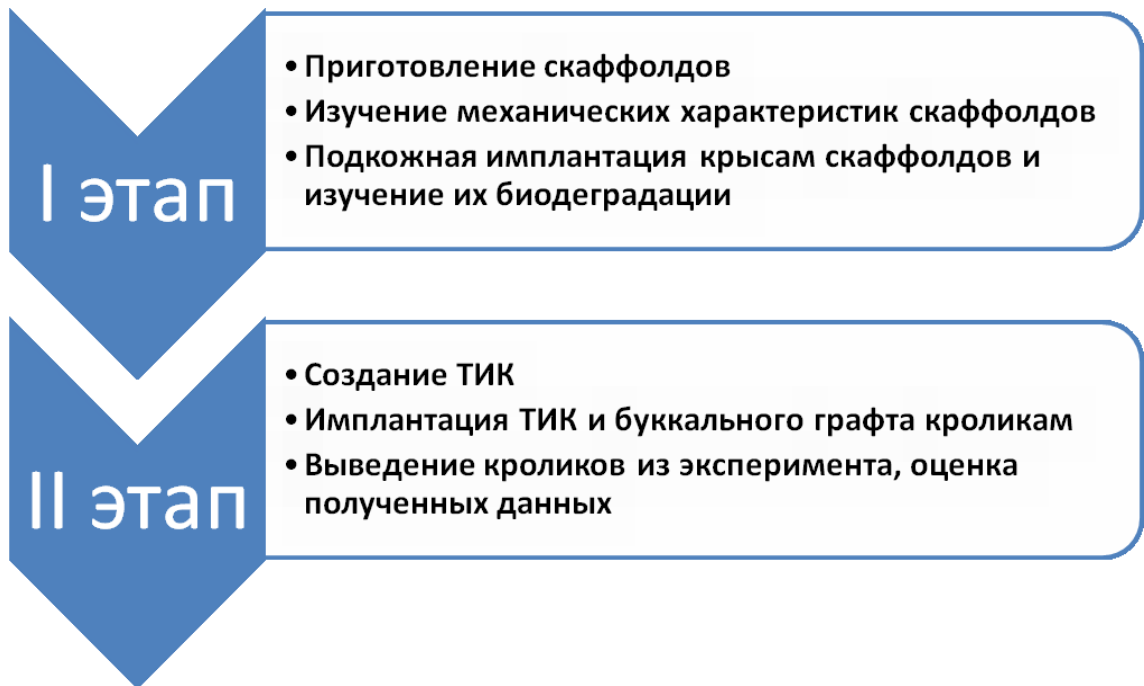 I этап
• Приготовление скаффолдов
• Изучение механических характеристик скаффолдов
• Подкожная имплантация крысам скаффолдов и
изучение их биодеградации
II этап
• Создание ТИК
• Имплантация ТИК и буккального графта кроликам
• Выведение кроликов из эксперимента, оценка
полученных данных